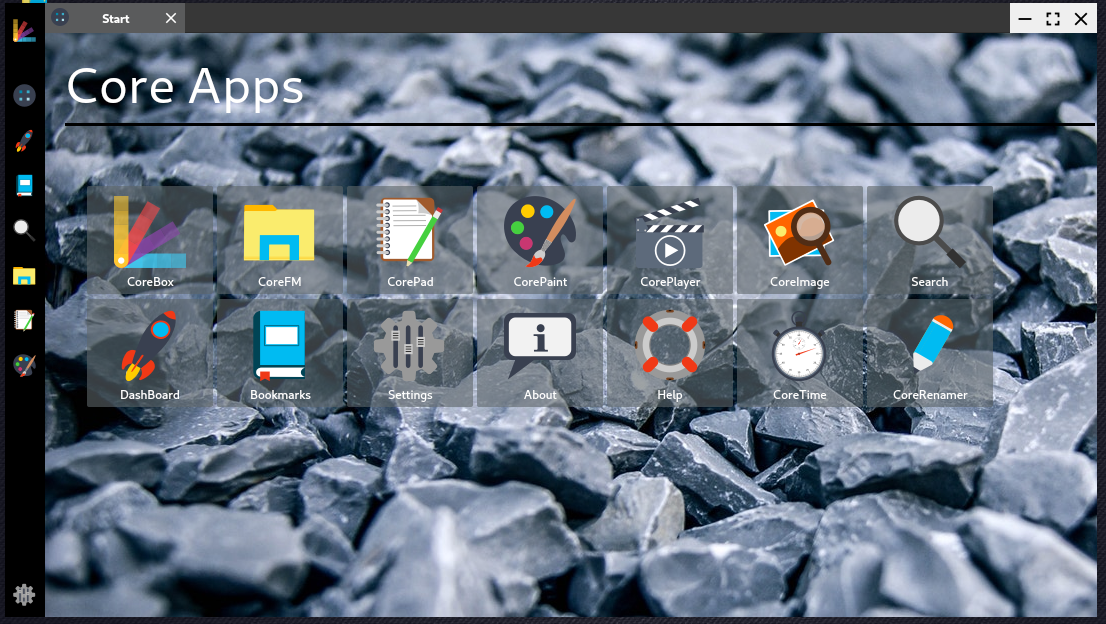 Start
Core Apps
CoreBox CoreFM CorePad CorePaint CorePlayer CoreImage Search
DashBoard Bookmarks Settings About Help CoreTime CoreRenamer